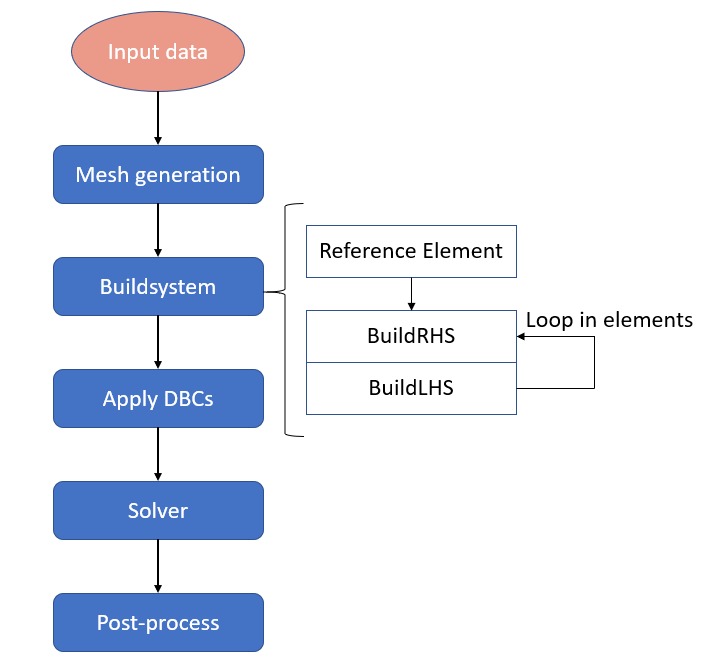 Input data
Mesh generation
Buildsystem
Reference Element
BuildRHS
Loop in elements
BuildLHS
Apply DBCs
Solver
Post-process